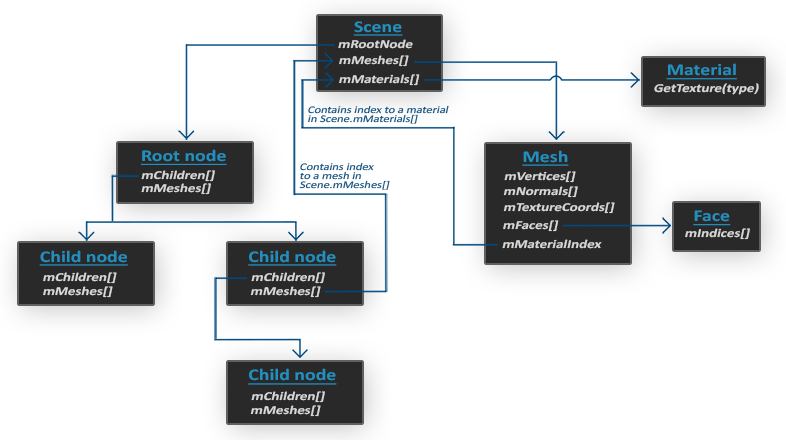 Scene
mRootNode
mMeshes[]
mMaterials[]
Material
GetTexture(type)
Contains index to a material
in Scene.mMaterials[]
Root node
mChildren[]
mMeshes[]
Contains index
to a mesh in
Scene.mMeshes[]
Mesh
mVertices[]
mNormals[]
mTextureCoords[]
mFaces[]
mMaterialIndex
Face
mIndices[]
Child node
mChildren[]
mMeshes[]
Child node
mChildren[]
mMeshes[]
Child node
mChildren[]
mMeshes[]